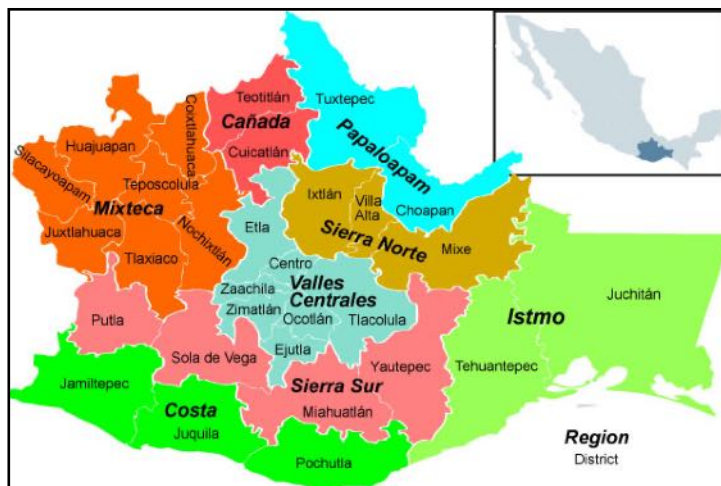 Teotitlán
Cañada
Cuicatlán
Tuxtepec
Papaloapam
Choapan
Coixtlahuaca
Huajuapan
Silacayoapam
Teposcolula
Mixteca
Juxtlahuaca
Nochixtlán
Tlaxiaco
Ixtlán
Villa
Alta
Sierra Norte
Mixe
Etla
Centro
Zaachila
Valles
Centrales
Zimatlán
Ocotlán
Tlacolula
Ejutla
Juchitán
Istmo
Tehuantepec
Putla
Sola de Vega
Yautepec
Sierra Sur
Miahuatlán
Jamiltepec
Costa
Juquila
Pochutla
Region
District